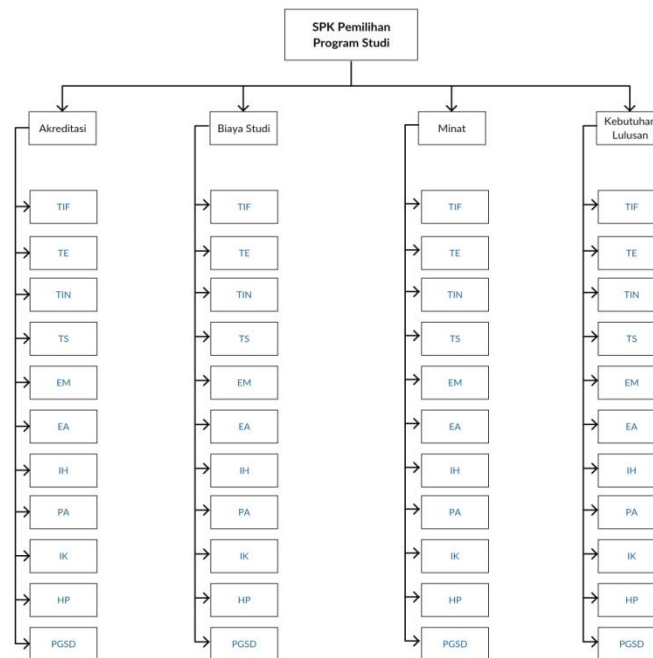 SPK Pemilihan
Program Studi
Akreditasi
Biaya Studi
Minat
Kebutuhan
Lulusan
TIF
TIF
TIF
TIF
TE
TE
TE
TE
TIN
TIN
TIN
TIN
TS
TS
TS
TS
EM
EM
EM
EM
EA
EA
EA
EA
IH
IH
IH
IH
PA
PA
PA
PA
IK
IK
IK
IK
HP
HP
HP
HP
PGSD
PGSD
PGSD
PGSD